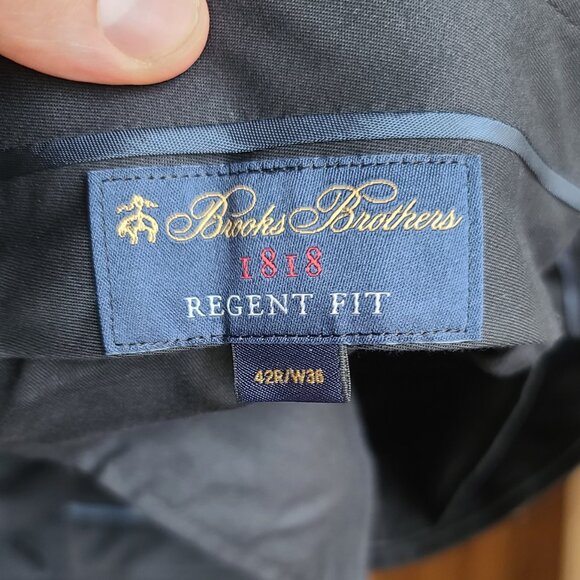 Brooks Brothers
1818
REGENT FIT
42R/W36